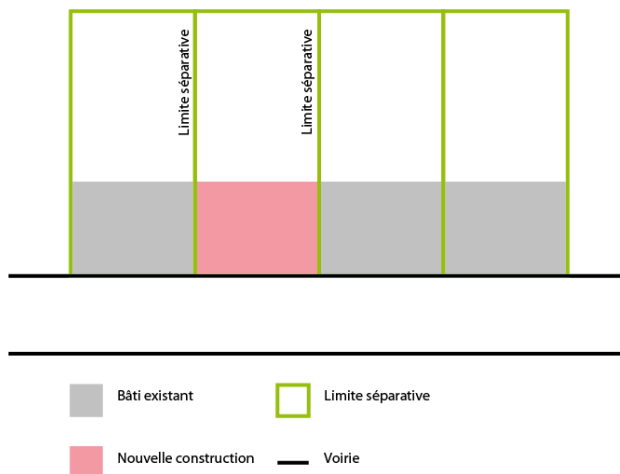 Limite séparative
Limite séparative
Bâti existant
Limite séparative
Nouvelle construction
Voirie